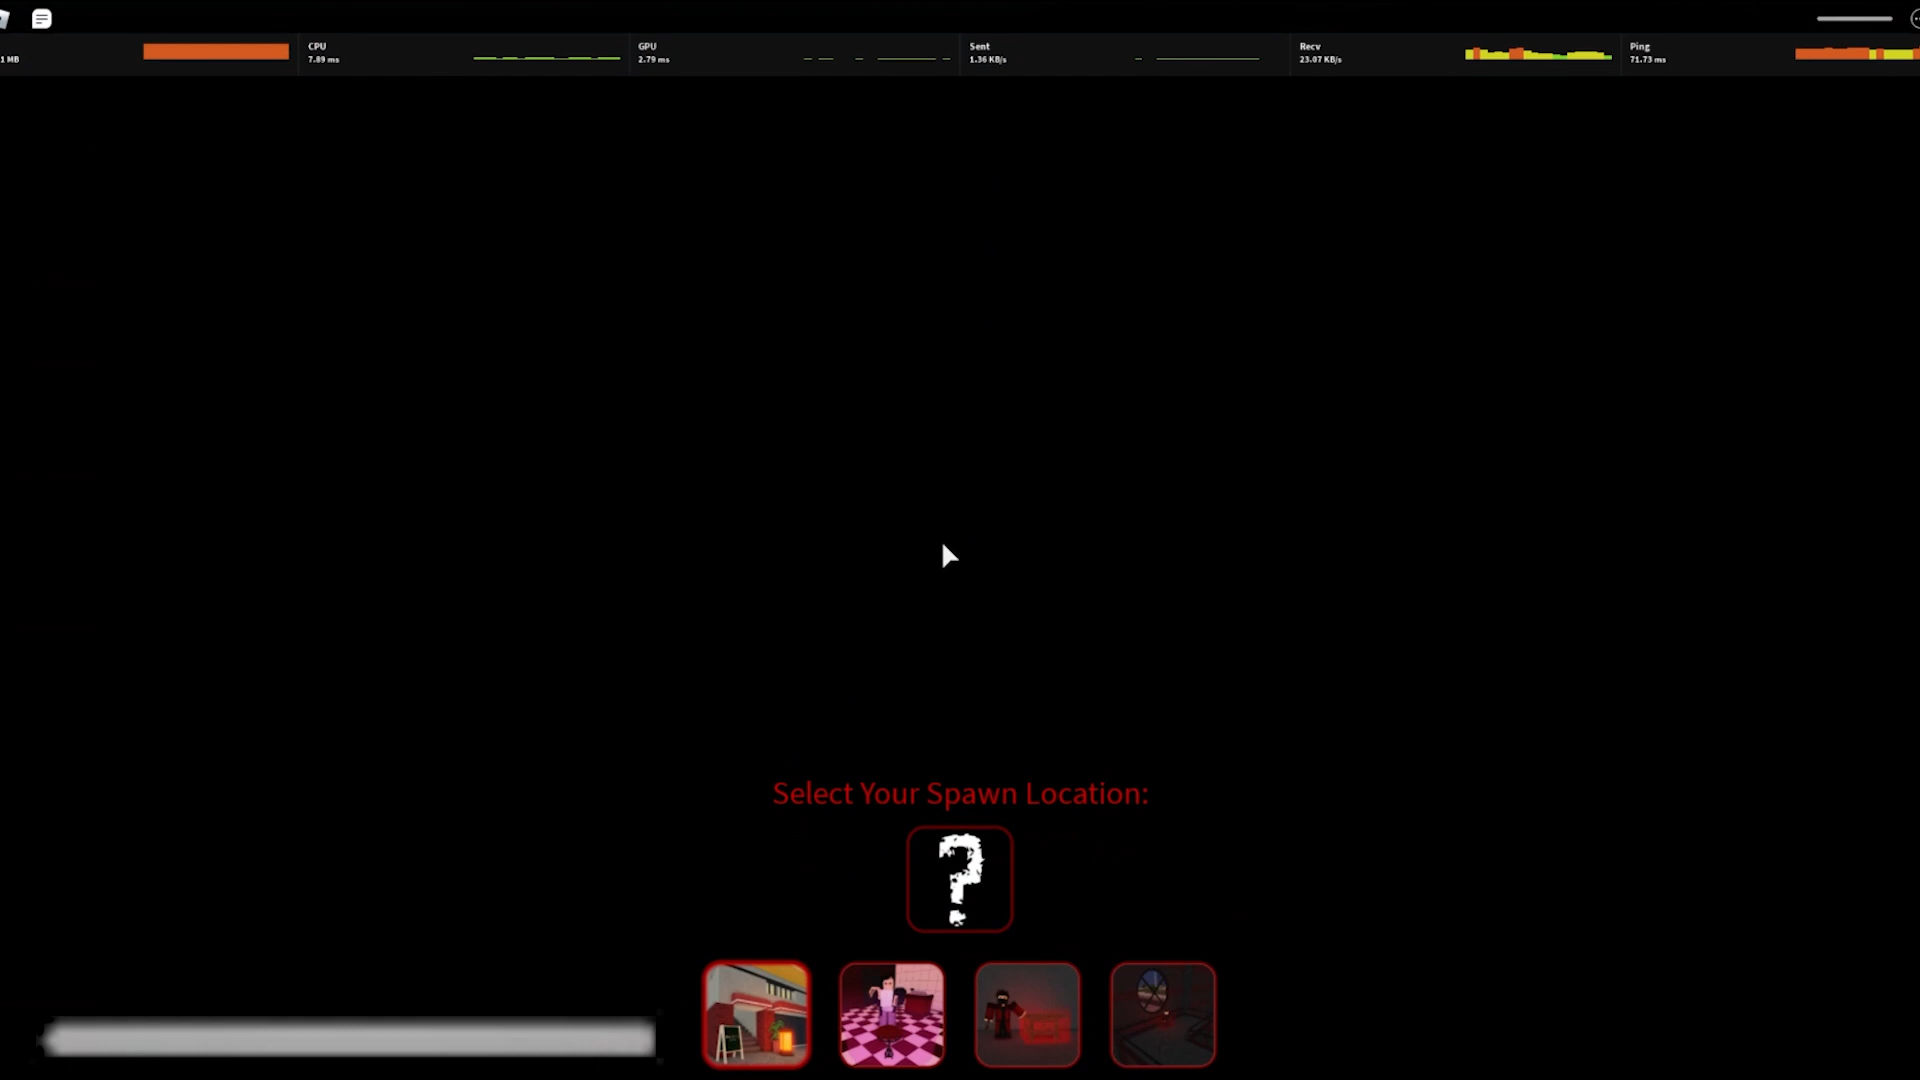 1 MB
CPU
7.89 ms
GPU
2.79 ms
Sent
1.36 KB/s
Recv
23.07 KB/s
Ping
71.73 ms
Select Your Spawn Location:
?